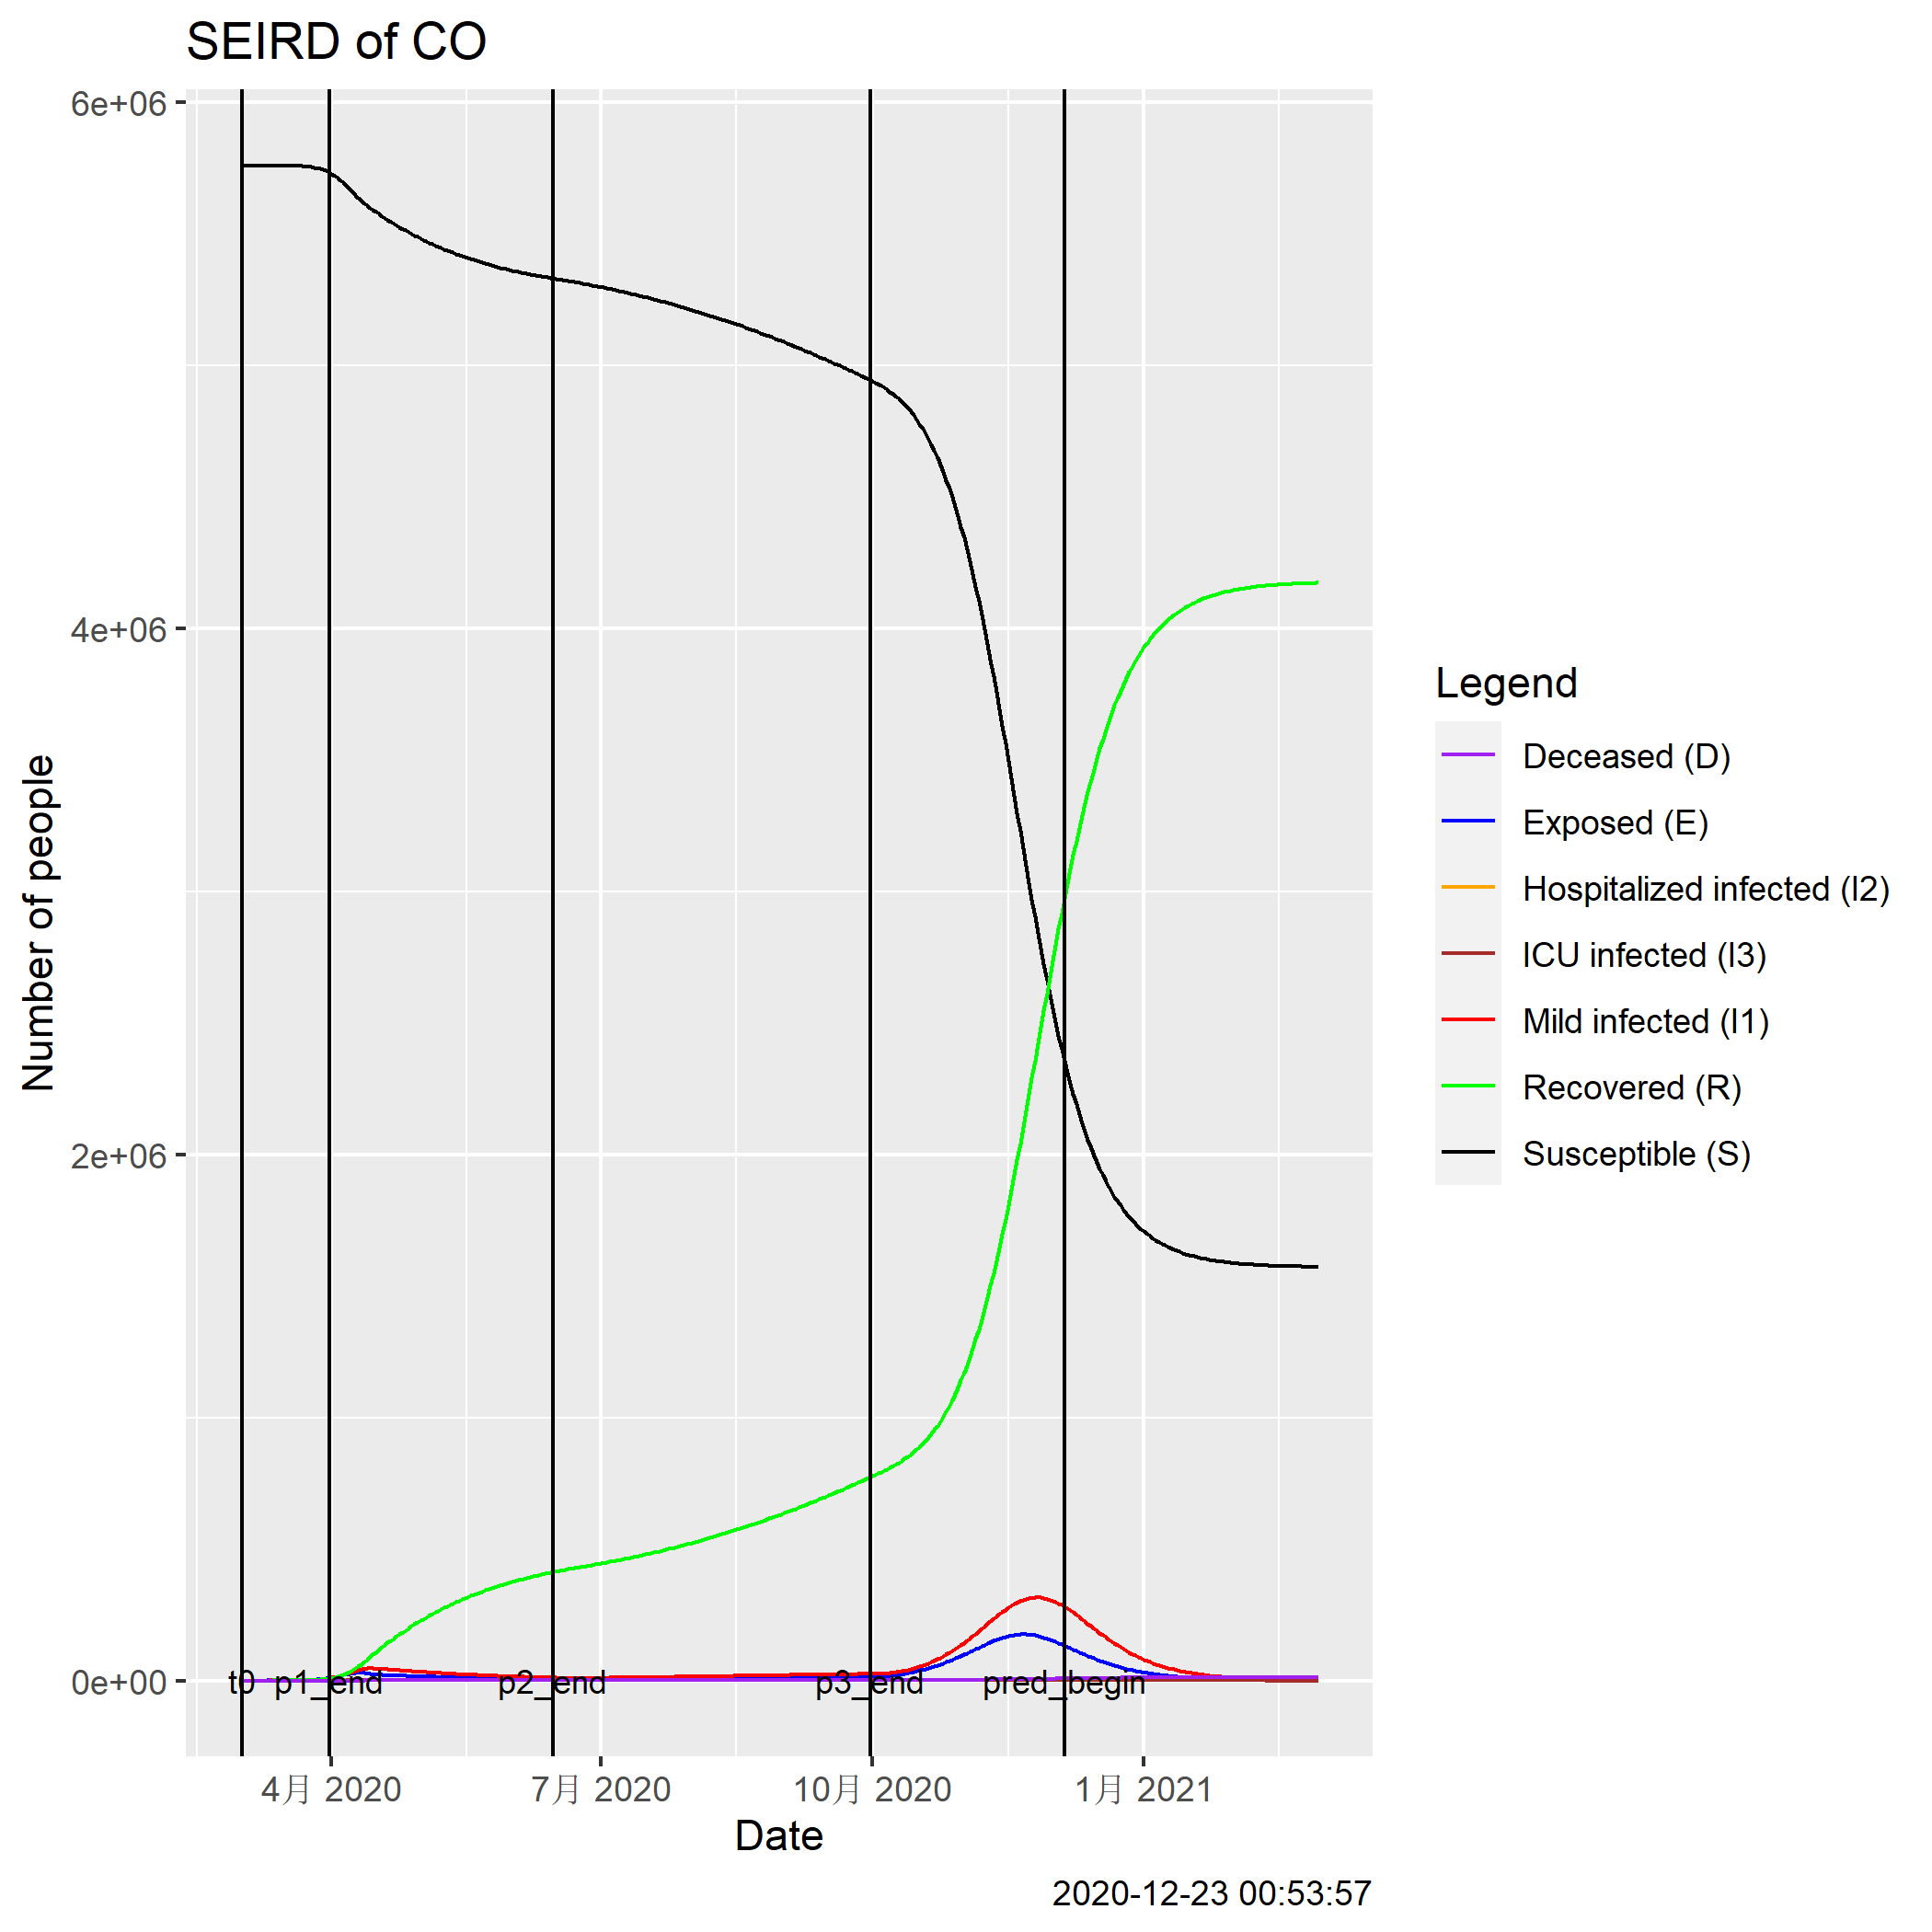 SEIRD of CO
6e+06
4e+06
2e+06
0e+00
Number of people
t0 p1_end p2_end p3_end pred_begin
4月 2020 7月 2020 10月 2020 1月 2021
Date
2020-12-23 00:53:57
Legend
Deceased (D)
Exposed (E)
Hospitalized infected (I2)
ICU infected (I3)
Mild infected (I1)
Recovered (R)
Susceptible (S)